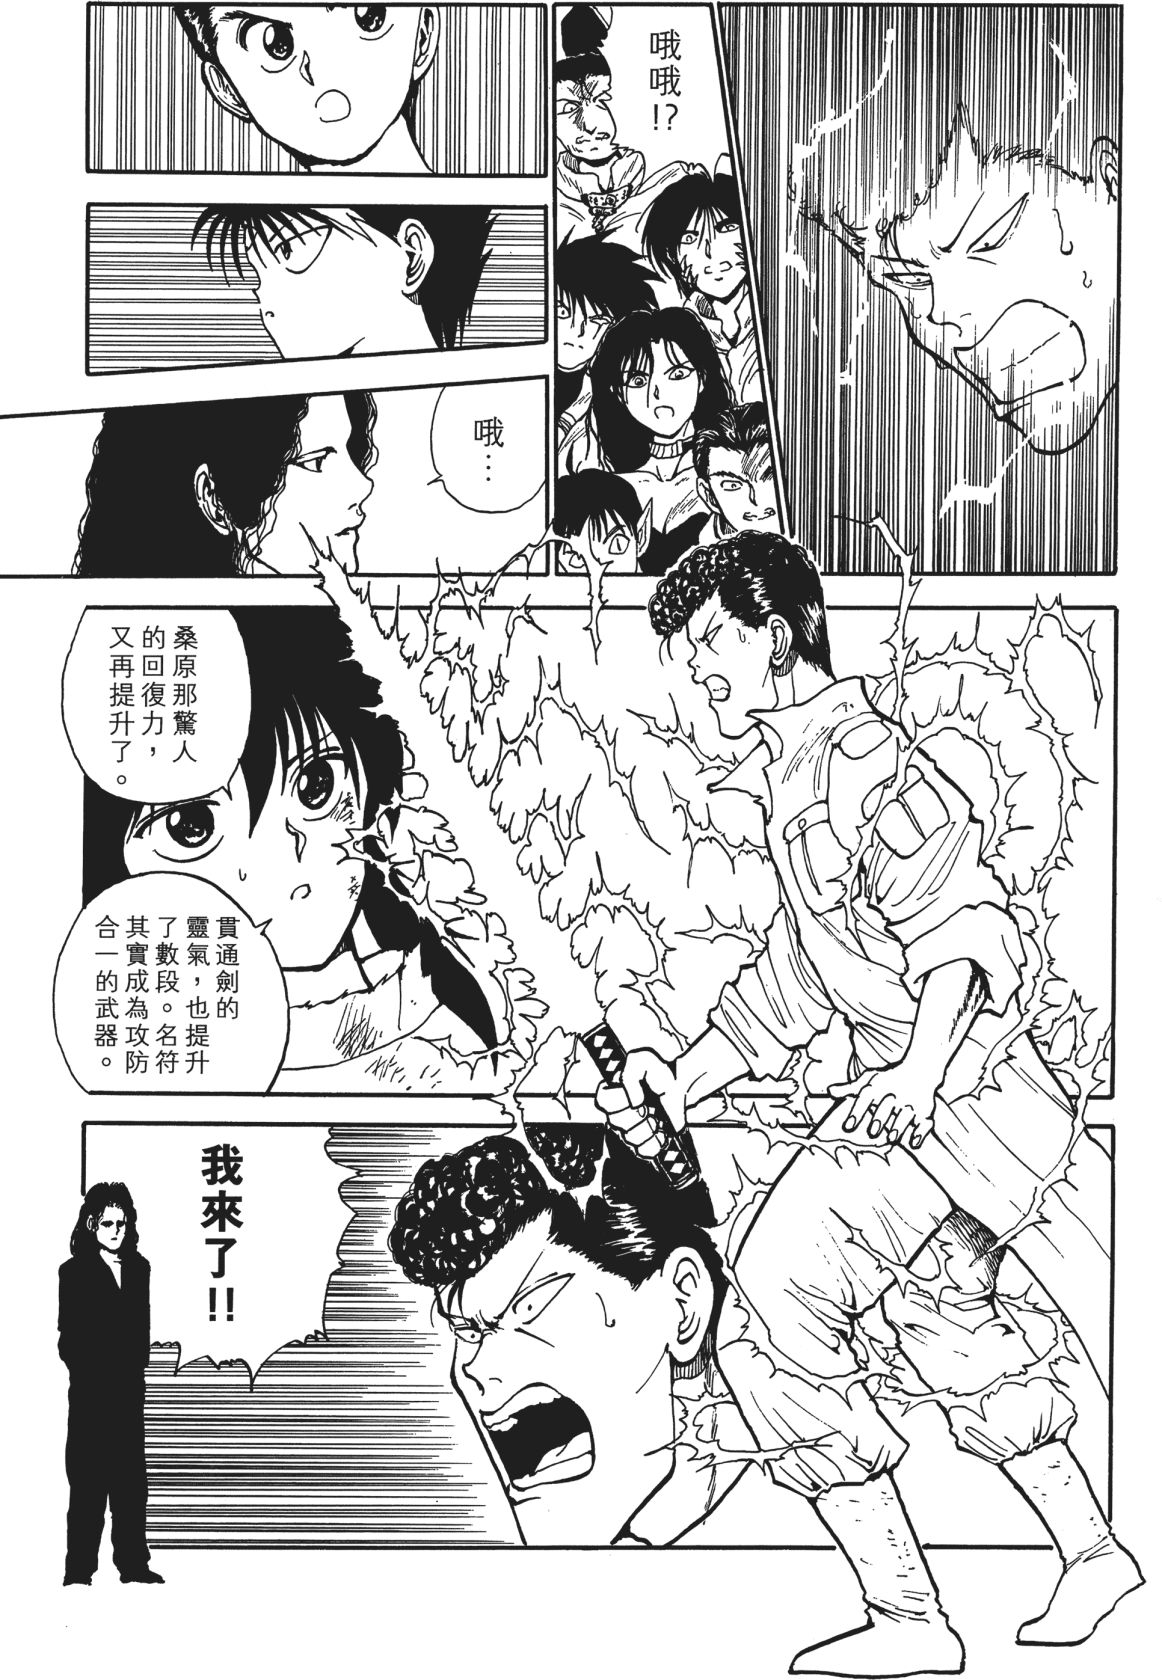 哦哦!?
哦…
桑原那驚人
的回復力，
又再提升了。
貫通劍的
靈氣，也提升
了數段。名符
其實成為攻防
合一的武器。
我來了!!